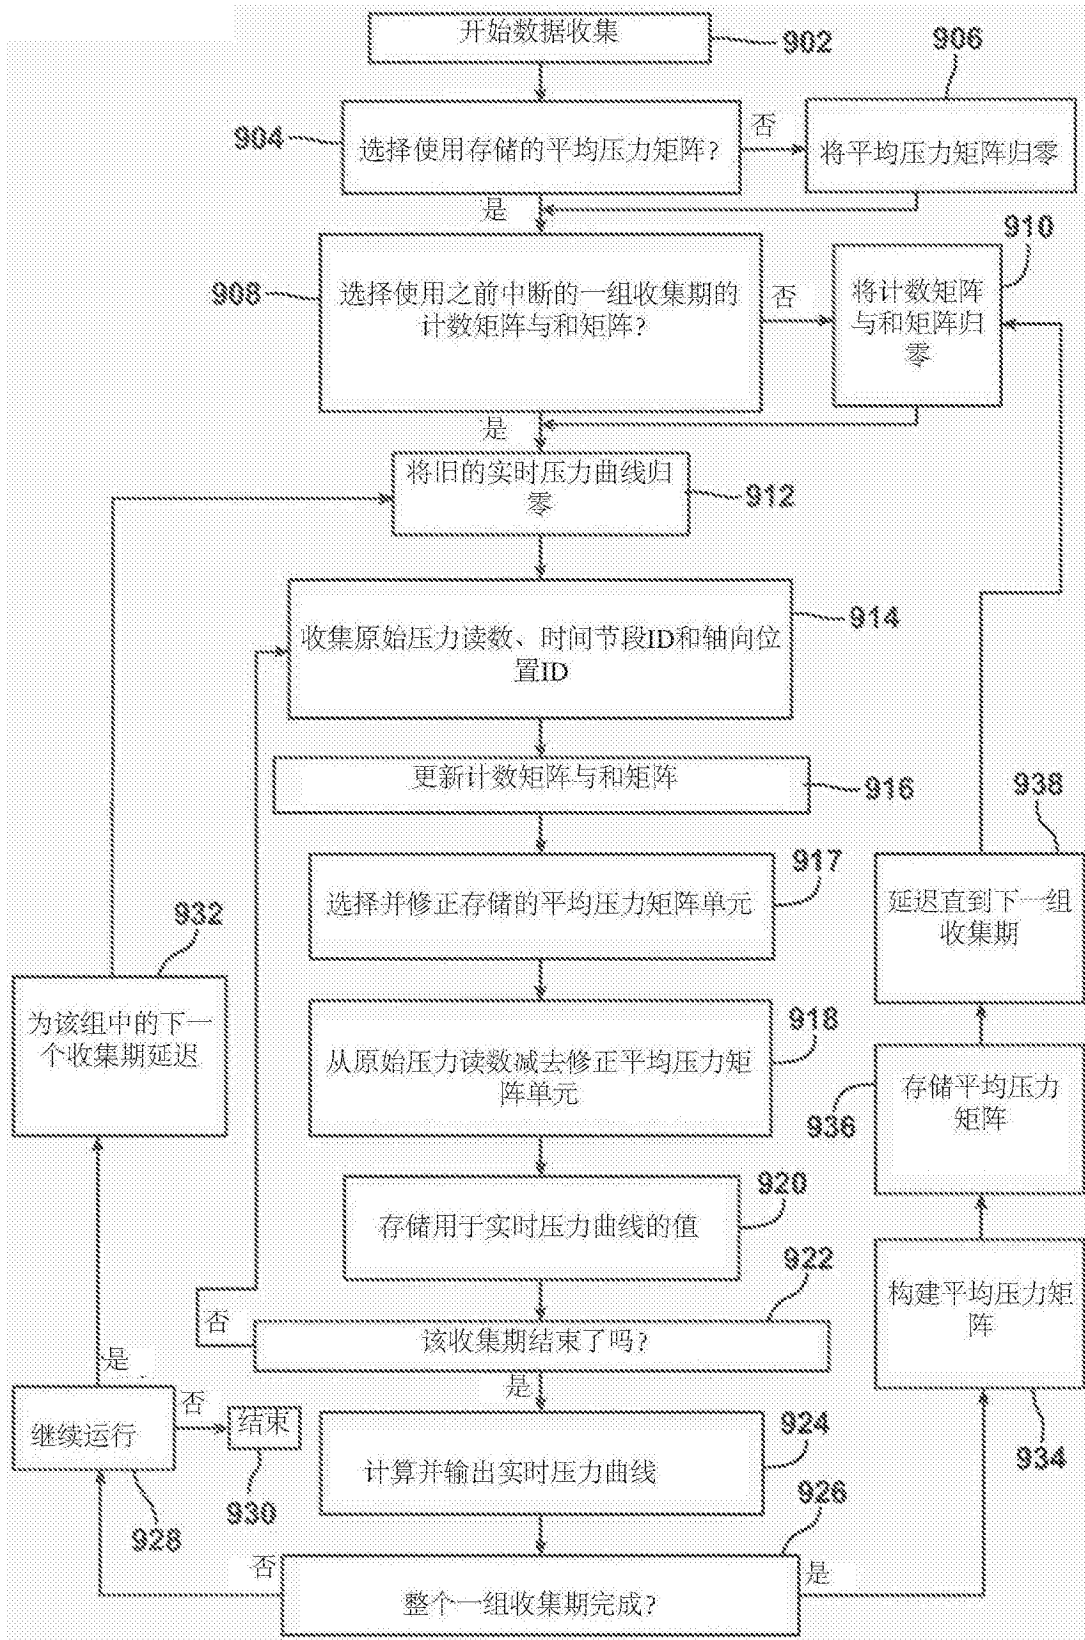 开始数据收集
902
906
904
选择使用存储的平均压力矩阵?
否
将平均压力矩阵归零
是
910
908
选择使用之前中断的一组收集期的
计数矩阵与和矩阵?
否
将计数矩阵
与和矩阵归
零
是
将旧的实时压力曲线归
零
912
914
收集原始压力读数、时间节段ID和轴向位
置ID
更新计数矩阵与和矩阵
916
938
917
选择并修正存储的平均压力矩阵单元
延迟直到下一组
收集期
932
为该组中的下一
个收集期延迟
918
从原始压力读数减去修正平均压力矩
阵单元
存储平均压力
矩阵
936
920
存储用于实时压力曲线的值
922
构建平均压力矩
阵
否
该收集期结束了吗?
是
是
继续运行
否
结束
924
计算并输出实时压力曲线
934
926
930
928
否
整个一组收集期完成?
是